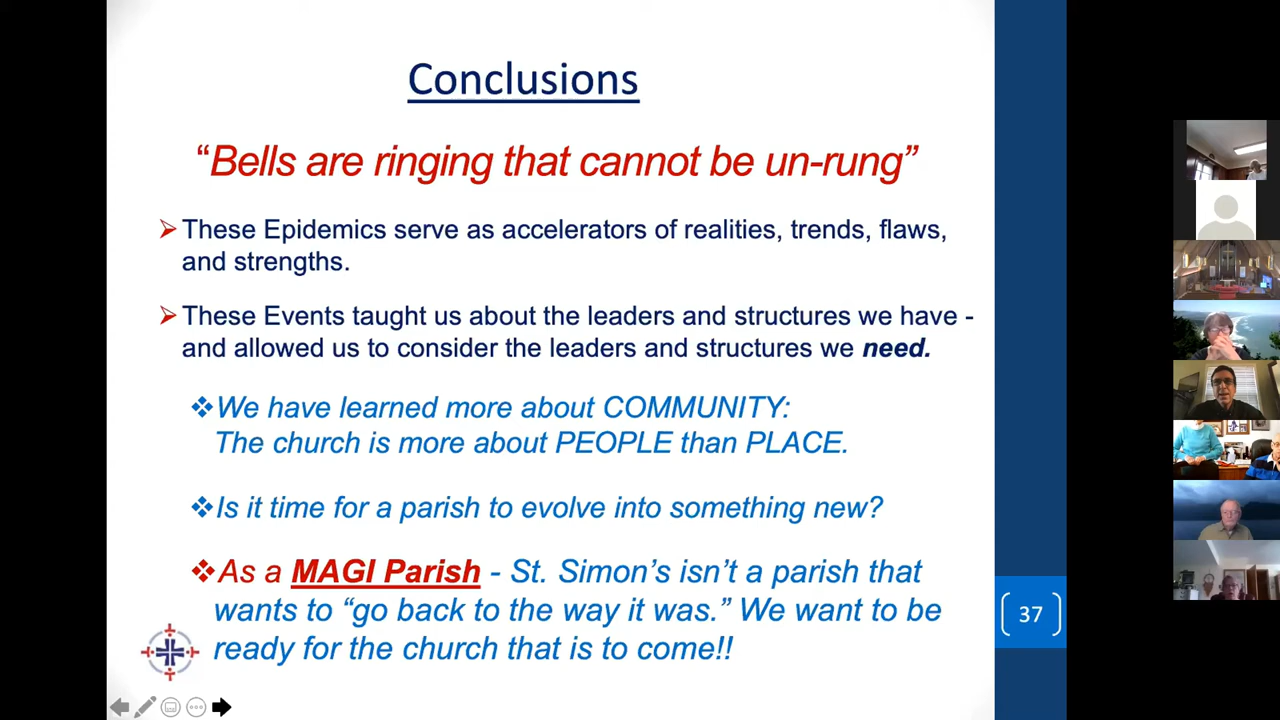 Conclusions
“Bells are ringing that cannot be un-rung”
These Epidemics serve as accelerators of realities, trends, flaws,
and strengths.
These Events taught us about the leaders and structures we have -
and allowed us to consider the leaders and structures we need.
We have learned more about COMMUNITY:
The church is more about PEOPLE than PLACE.
Is it time for a parish to evolve into something new?
As a MAGI Parish - St. Simon’s isn’t a parish that
wants to “go back to the way it was.” We want to be
ready for the church that is to come!!
37